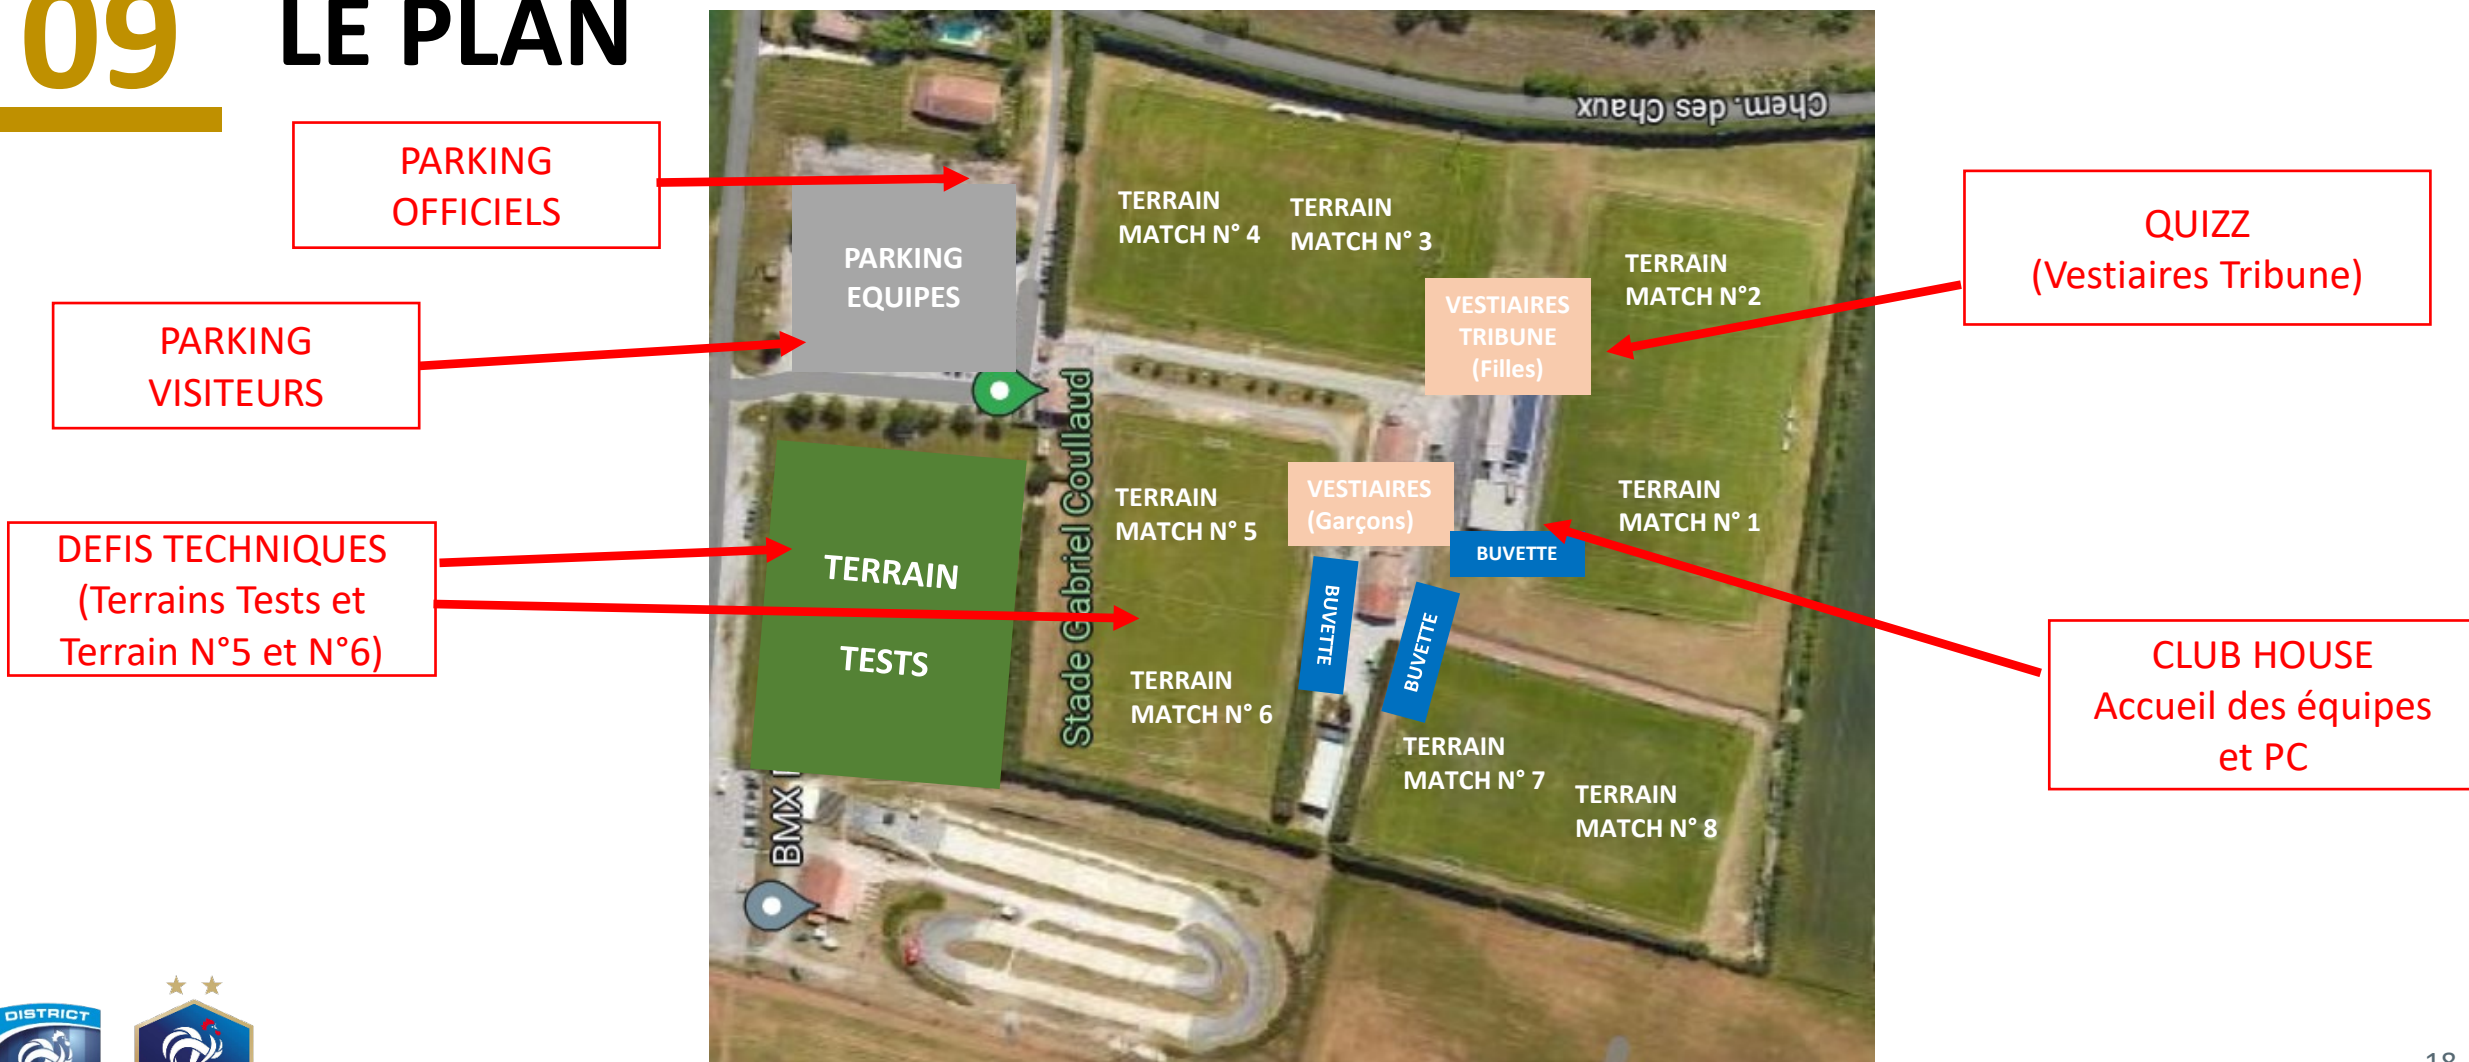 09
LE PLAN
PARKING
OFFICIELS
PARKING
VISITEURS
DEFIS TECHNIQUES
(Terrains Tests et
Terrain N°5 et N°6)
Chem. des Chaux
PARKING
EQUIPES
TERRAIN
MATCH N° 4
TERRAIN
MATCH N° 3
TERRAIN
MATCH N°2
VESTIAIRES
TRIBUNE
(Filles)
Stade Gabriel Coullaud
TERRAIN
MATCH N° 5
VESTIAIRES
(Garçons)
TERRAIN
MATCH N° 1
BUVETTE
BUVETTE
BUVETTE
TERRAIN
TESTS
TERRAIN
MATCH N° 6
TERRAIN
MATCH N° 7
TERRAIN
MATCH N° 8
BMX
QUIZZ
(Vestiaires Tribune)
CLUB HOUSE
Accueil des équipes
et PC
DISTRICT
18